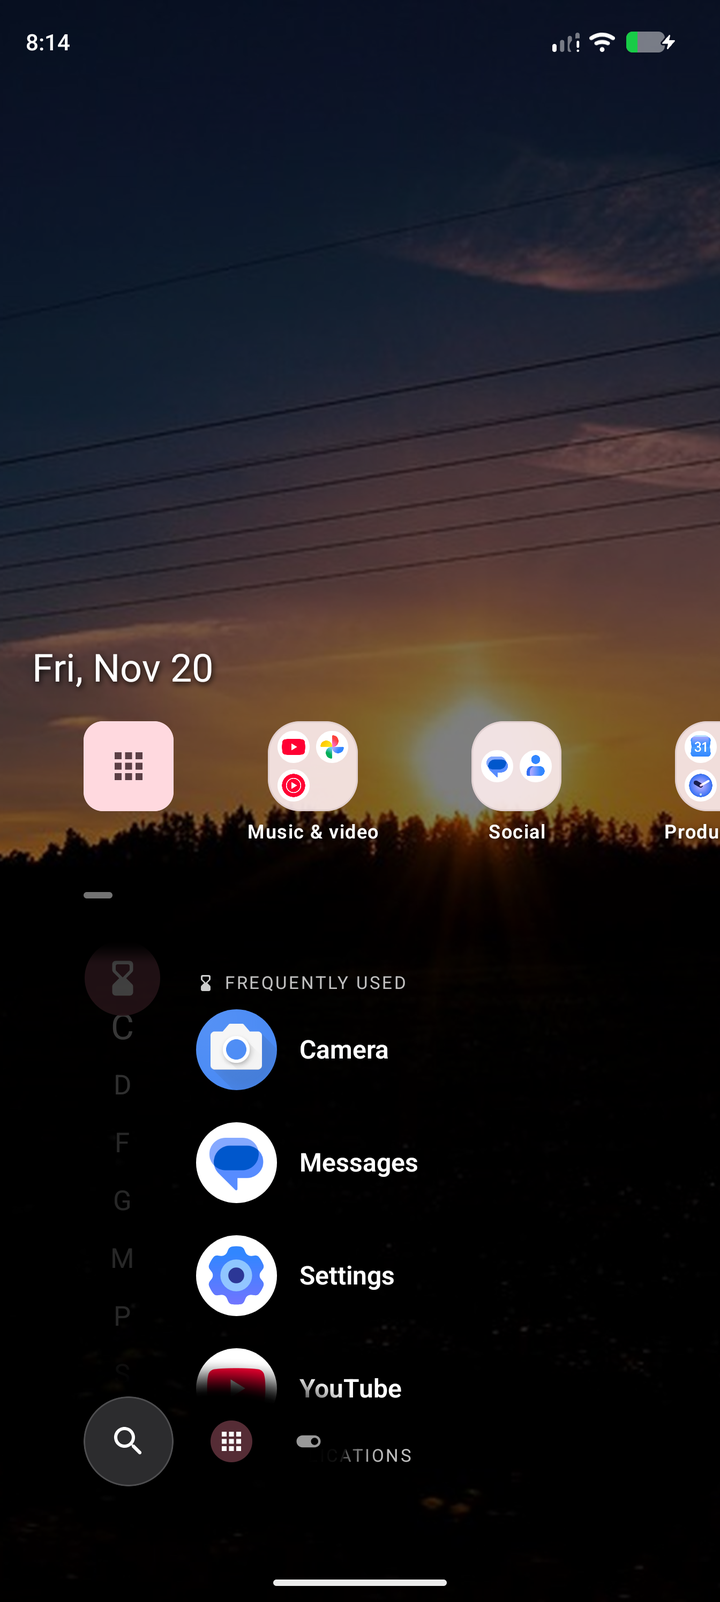 8:14
Fri, Nov 20
31
Music & video
Social
Produ
FREQUENTLY USED
Camera
C
D
F
Messages
G
M
Settings
P
S
YouTube
CATIONS